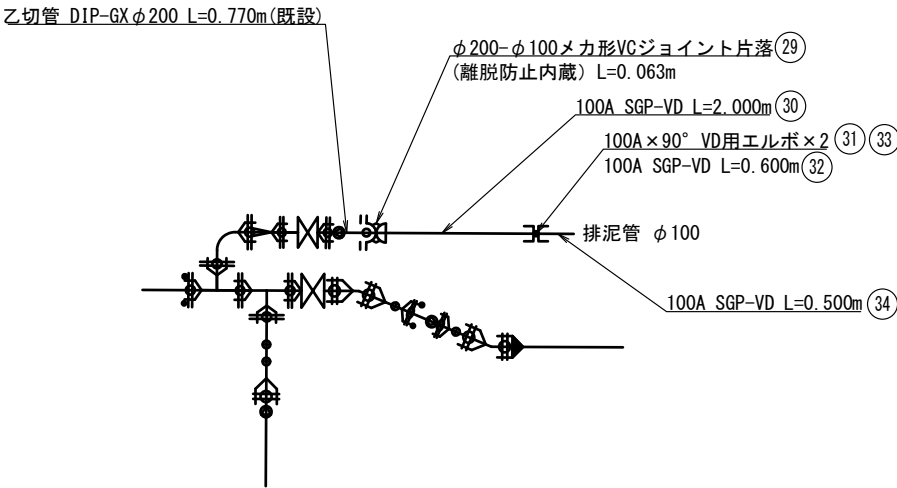 乙切管 DIP-GXφ200 L=0.770m(既設)
φ200-φ100メカ形VCジョイント片落 29
(離脱防止内蔵) L=0.063m
100A SGP-VD L=2.000m 30
100A×90° VD用エルボ×2 31 33
100A SGP-VD L=0.600m 32
排泥管 φ100
100A SGP-VD L=0.500m 34